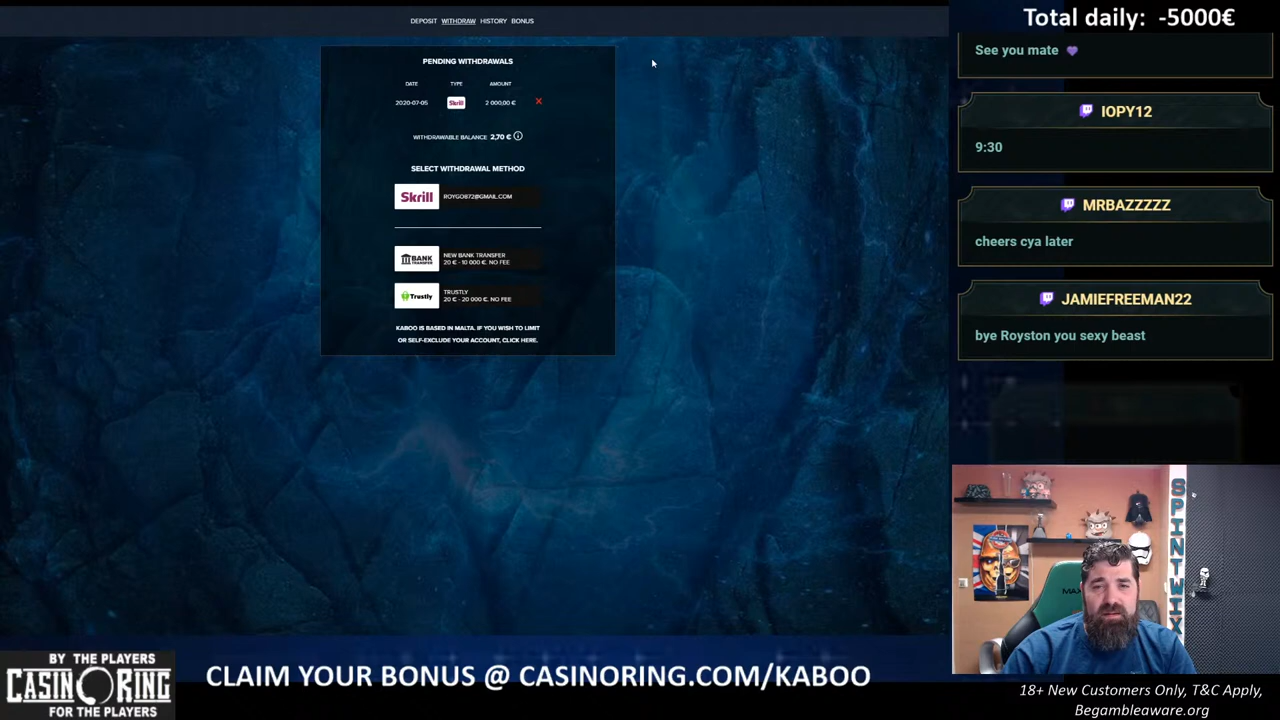 DEPOSIT WITHDRAW HISTORY BONUS
PENDING WITHDRAWALS
DATE TYPE AMOUNT
2020-07-05 Skrill 2 000,00 €
WITHDRAWABLE BALANCE 2,70 €
SELECT WITHDRAWAL METHOD
Skrill ROYGO872@GMAIL.COM
BANK TRANSFER
NEW BANK TRANSFER
20 € - 10 000 €. NO FEE
Trustly
TRUSTLY
20 € - 20 000 €. NO FEE
KABOO IS BASED IN MALTA. IF YOU WISH TO LIMIT
OR SELF-EXCLUDE YOUR ACCOUNT, CLICK HERE.
Total daily: -5000€
See you mate 💜
IOPY12
9:30
MRBAZZZZZ
cheers cya later
JAMIEFREEMAN22
bye Royston you sexy beast
SPINTWIX
BY THE PLAYERS
CASINORING
FOR THE PLAYERS
CLAIM YOUR BONUS @ CASINORING.COM/KABOO
18+ New Customers Only, T&C Apply,
Begambleaware.org